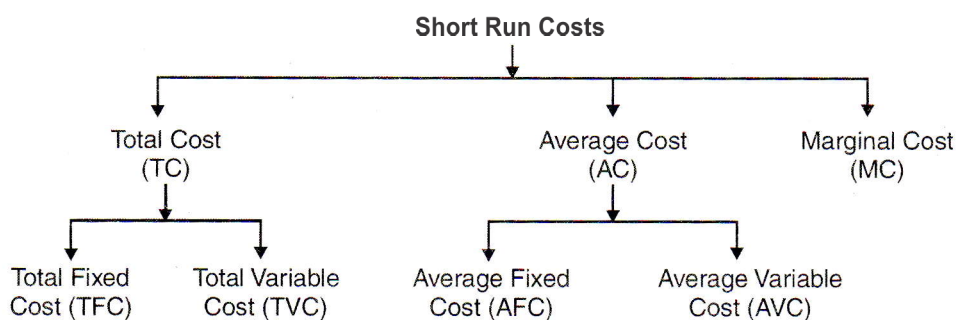 Short Run Costs
Total Cost
(TC)
Average Cost
(AC)
Marginal Cost
(MC)
Total Fixed
Cost (TFC)
Total Variable
Cost (TVC)
Average Fixed
Cost (AFC)
Average Variable
Cost (AVC)